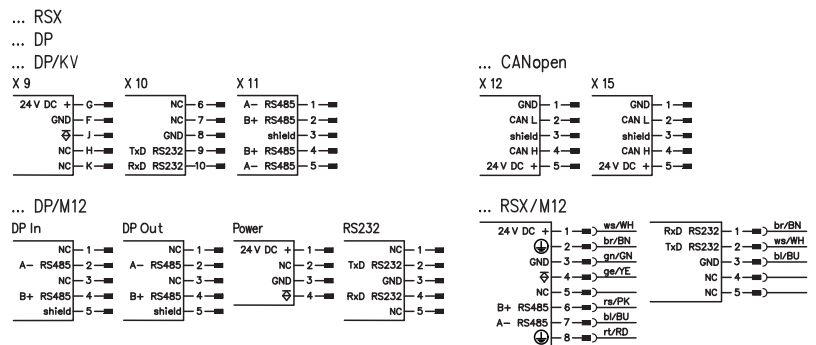 ... RSX
... DP
... DP/KV
X 9
24 V DC + G
GND F
J
NC H
NC K
X 10
NC 6
NC 7
GND 8
TxD RS232 9
RxD RS232 10
X 11
A- RS485 1
B+ RS485 2
shield 3
B+ RS485 4
A- RS485 5
... CANopen
X 12
GND 1
CAN L 2
shield 3
CAN H 4
24 V DC + 5
X 15
GND 1
CAN L 2
shield 3
CAN H 4
24 V DC + 5
... DP/M12
DP In
NC 1
A- RS485 2
NC 3
B+ RS485 4
shield 5
DP Out
NC 1
A- RS485 2
NC 3
B+ RS485 4
shield 5
Power
24 V DC + 1
NC 2
GND 3
4
RS232
NC 1
TxD RS232 2
GND 3
RxD RS232 4
NC 5
... RSX/M12
24 V DC + 1 ws/WH
2 br/BN
GND 3 gn/GN
4 ge/YE
NC 5
B+ RS485 6 rs/PK
A- RS485 7 bl/BU
8 rt/RD
RxD RS232 1 br/BN
TxD RS232 2 ws/WH
GND 3 bl/BU
NC 4
NC 5